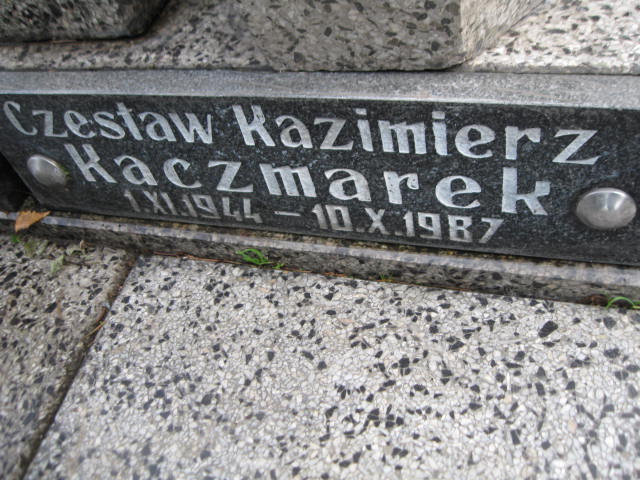 Czesław Kazimierz
Kaczmarek
1.XI.1944 – 10.X.1987